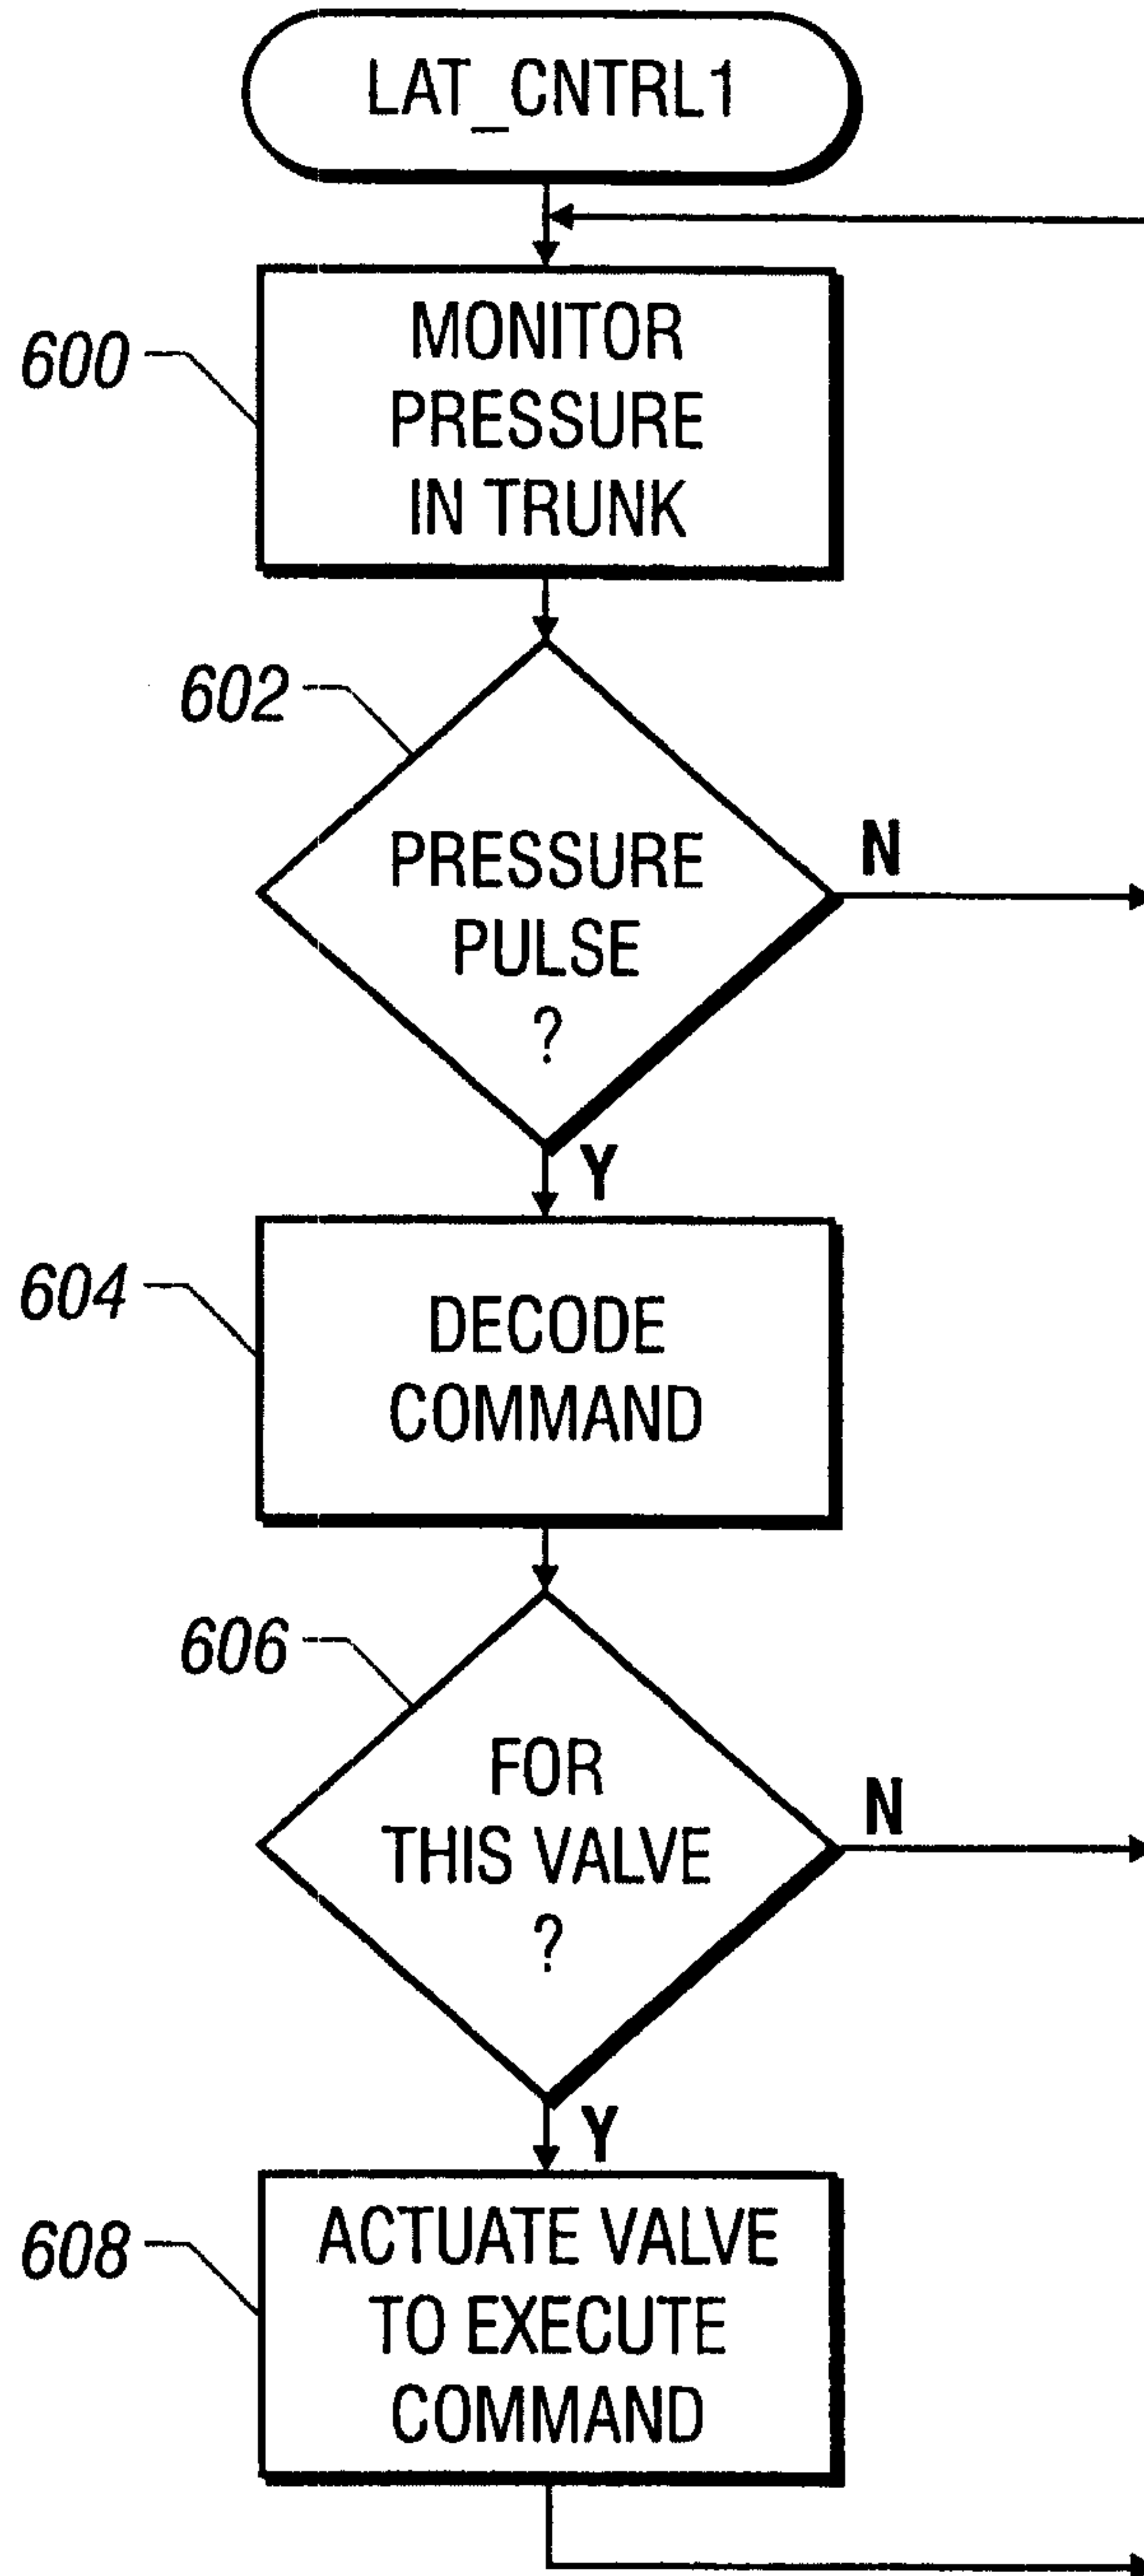 LAT_CNTRL1
600
MONITOR
PRESSURE
IN TRUNK
602
PRESSURE
PULSE
?
N
Y
604
DECODE
COMMAND
606
FOR
THIS VALVE
?
N
Y
608
ACTUATE VALVE
TO EXECUTE
COMMAND